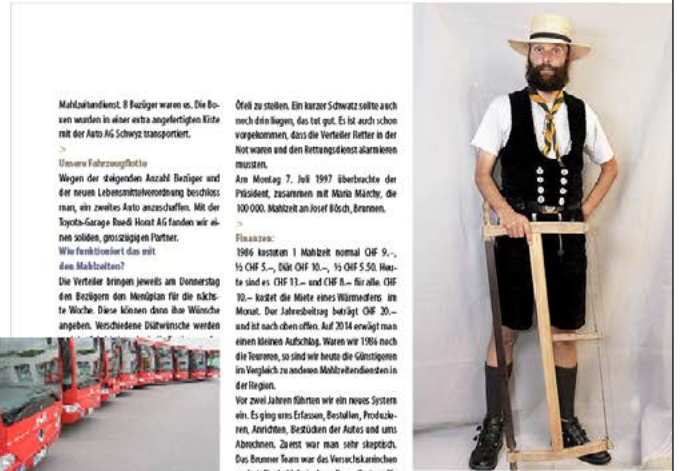 Mahlzeitendienst. 8 Bezüger waren es. Die Bo-
xen wurden in einer extra angefertigten Kiste
mit der Auto AG Schwyz transportiert.
>
Unsere Fahrzeugflotte
Wegen der steigenden Anzahl Bezüger und
der neuen Lebensmittelverordnung beschloss
man, ein zweites Auto anzuschaffen. Mit der
Toyota-Garage Ruedi Horat AG fanden wir ei-
nen soliden, grosszügigen Partner.
Wie funktioniert das mit
den Mahlzeiten?
Die Verteiler bringen jeweils am Donnerstag
den Bezügern den Menüplan für die nächs-
te Woche. Diese können dann ihre Wünsche
angeben. Verschiedene Diätwünsche werden
Öfeli zu stellen. Ein kurzer Schwatz sollte auch
noch drin liegen, das tut gut. Es ist auch schon
vorgekommen, dass die Verteiler Retter in der
Not waren und den Rettungsdienst alarmieren
mussten.
Am Montag 7. Juli 1997 überbrachte der
Präsident, zusammen mit Maria Märchy, die
100 000. Mahlzeit an Josef Bösch, Brunnen.
>
Finanzen:
1986 kosteten 1 Mahlzeit normal CHF 9.–,
½ CHF 5.–, Diät CHF 10.–, ½ CHF 5.50. Heu-
te sind es CHF 13.– und CHF 8.– für alle. CHF
10.– kostet die Miete eines Wärmeofens im
Monat. Der Jahresbeitrag beträgt CHF 20.–
und ist nach oben offen. Auf 2014 erwägt man
einen kleinen Aufschlag. Waren wir 1986 noch
die Teureren, so sind wir heute die Günstigeren
im Vergleich zu anderen Mahlzeitendiensten in
der Region.
Vor zwei Jahren führten wir ein neues System
ein. Es ging ums Erfassen, Bestellen, Produzie-
ren, Anrichten, Bestücken der Autos und ums
Abrechnen. Zuerst war man sehr skeptisch.
Das Brunner Team war das Versuchskaninchen